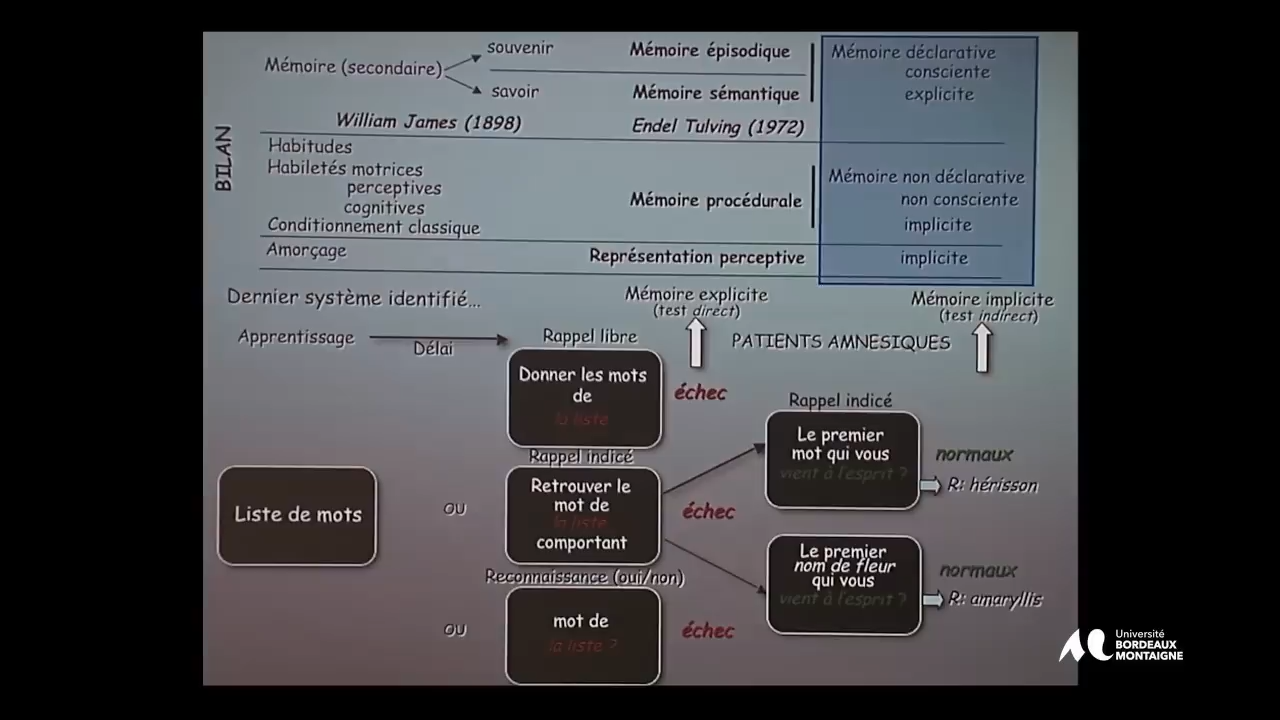 BILAN
Mémoire (secondaire)
souvenir
savoir
Mémoire épisodique
Mémoire sémantique
Mémoire déclarative
consciente
explicite
William James (1898)
Endel Tulving (1972)
Habitudes
Habiletés motrices
perceptives
cognitives
Conditionnement classique
Mémoire procédurale
Mémoire non déclarative
non consciente
implicite
Amorçage
Représentation perceptive
implicite
Dernier système identifié...
Mémoire explicite
(test direct)
Mémoire implicite
(test indirect)
Apprentissage
Délai
Rappel libre
PATIENTS AMNESIQUES
Donner les mots
de
la liste
échec
Rappel indicé
Le premier
mot qui vous
vient à l'esprit ?
normaux
R: hérisson
Rappel indicé
Retrouver le
mot de
la liste
comportant
échec
Liste de mots
OU
Le premier
nom de fleur
qui vous
vient à l'esprit ?
normaux
R: amaryllis
Reconnaissance (oui/non)
OU
mot de
la liste ?
échec
Université
BORDEAUX
MONTAIGNE